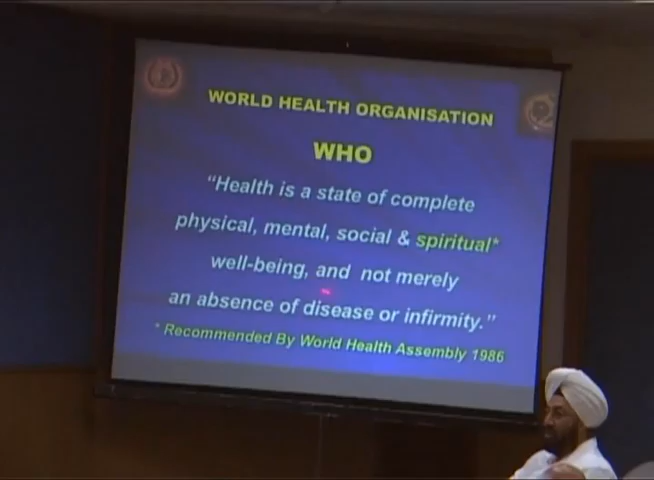 WORLD HEALTH ORGANISATION
WHO
“Health is a state of complete
physical, mental, social & spiritual*
well-being, and not merely
an absence of disease or infirmity.”
* Recommended By World Health Assembly 1986